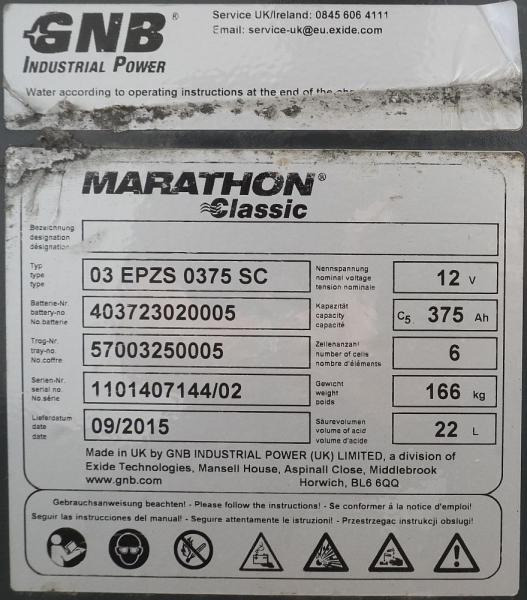 GNB®
INDUSTRIAL POWER
Service UK/Ireland: 0845 606 4111
Email: service-uk@eu.exide.com
Water according to operating instructions at the end of the
MARATHON®
Classic
Bezeichnung
designation
désignation
Typ
type
type
03 EPZS 0375 SC
Nennspannung
nominal voltage
tension nominale
12 V
Batterie-Nr.
battery-no
No.batterie
403723020005
Kapazität
capacity
capacité
C5. 375 Ah
Trog-Nr.
tray-no.
No.coffre
57003250005
Zellenanzahl
number of cells
nombre d'éléments
6
Serien-Nr.
serial no.
No.série
1101407144/02
Gewicht
weight
poids
166 kg
Lieferdatum
date
date
09/2015
Säurevolumen
volume of acid
volume d'acide
22 L
Made in UK by GNB INDUSTRIAL POWER (UK) LIMITED, a division of
Exide Technologies, Mansell House, Aspinall Close, Middlebrook
www.gnb.com Horwich, BL6 6QQ
Gebrauchsanweisung beachten! - Please follow the instructions! - Se conformer á la notice d'emploi!
Seguir las instrucciones del manual! - Seguire attentamente le istruzioni! - Przestrzegac instrukcji obslugi!